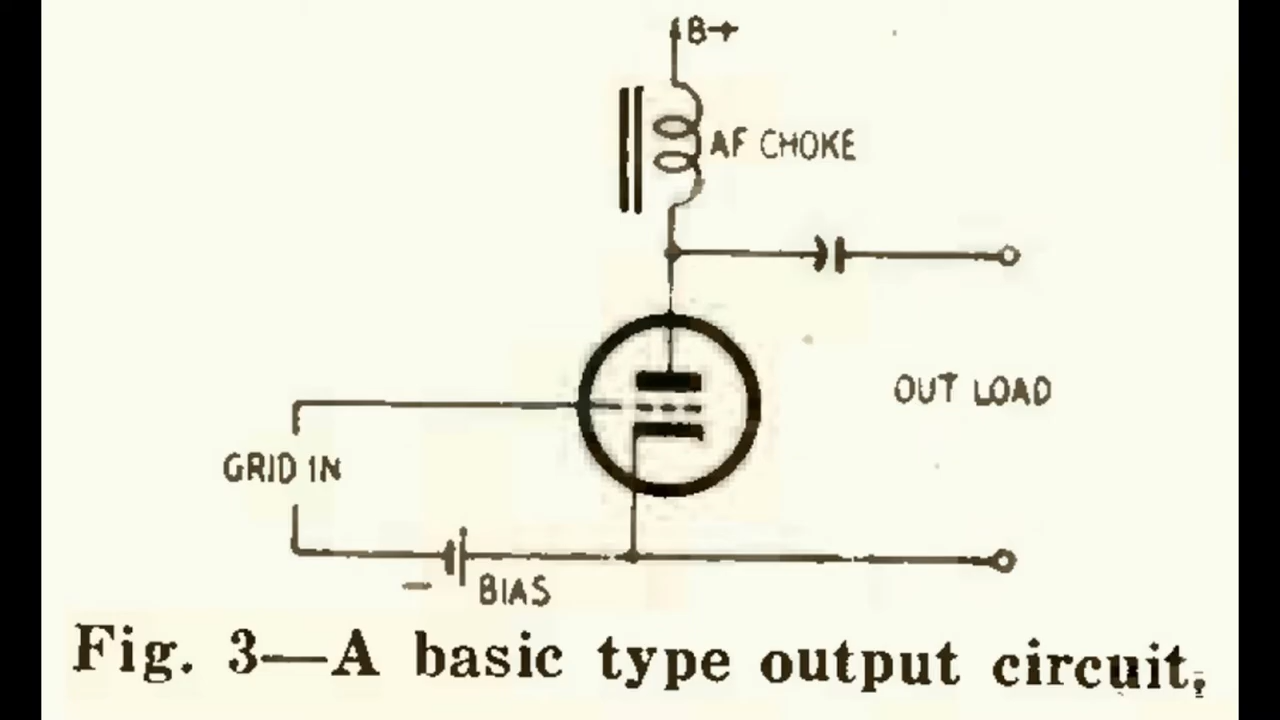 B+
AF CHOKE
OUT LOAD
GRID IN
– BIAS
Fig. 3—A basic type output circuit.